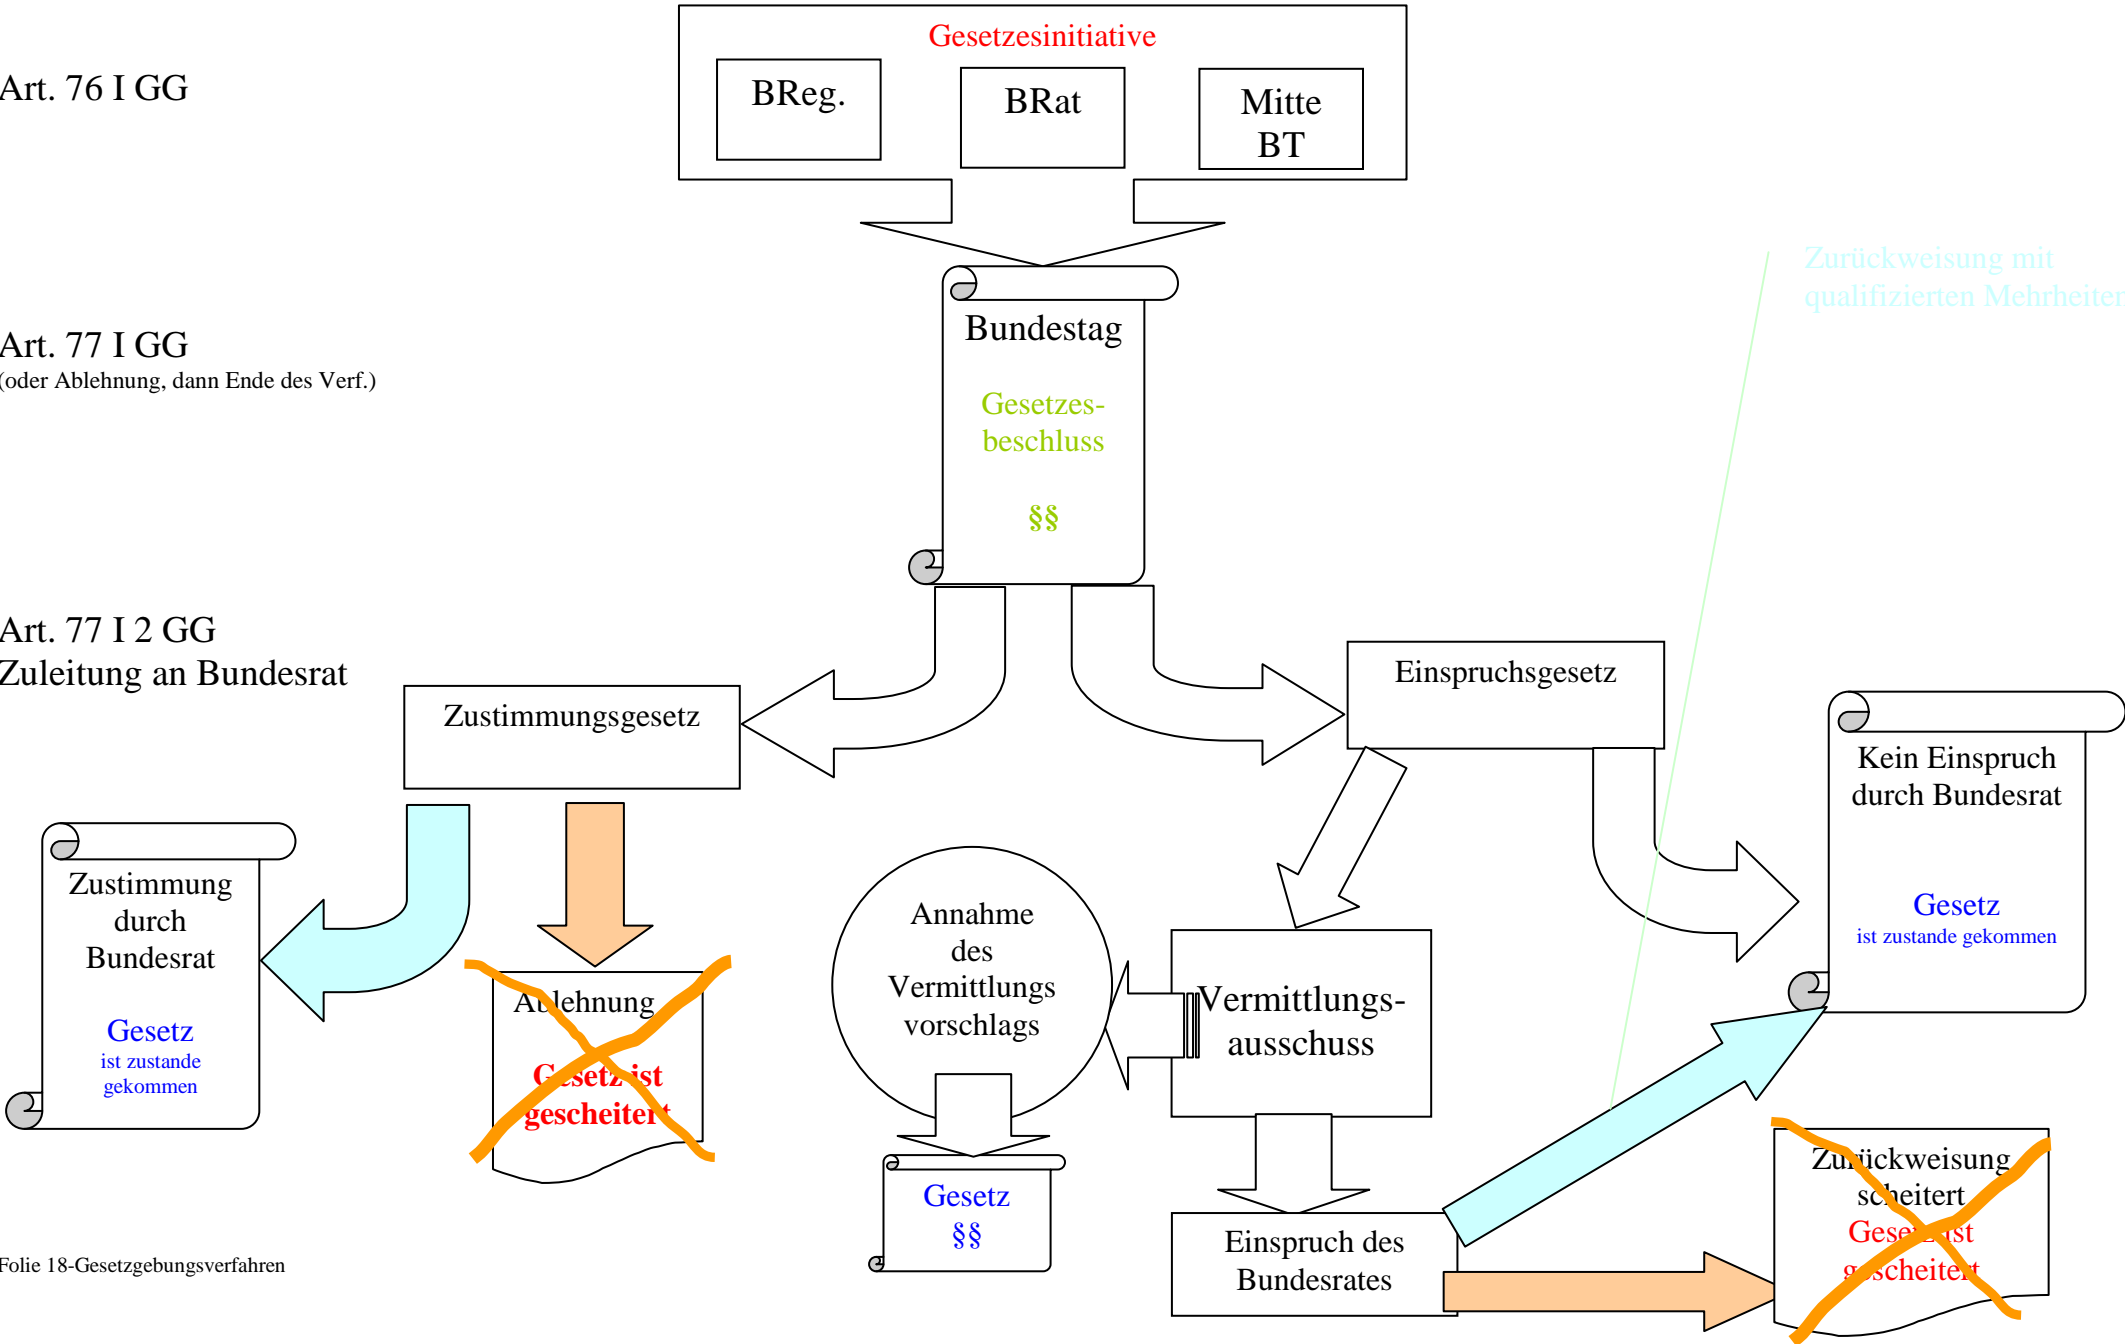 Gesetzesinitiative
Art. 76 I GG
BReg.
BRat
Mitte
BT
Zurückweisung mit
qualifizierten Mehrheiten
Art. 77 I GG
(oder Ablehnung, dann Ende des Verf.)
Bundestag
Gesetzes-
beschluss
§§
Art. 77 I 2 GG
Zuleitung an Bundesrat
Zustimmungsgesetz
Einspruchsgesetz
Kein Einspruch
durch Bundesrat
Gesetz
ist zustande gekommen
Zustimmung
durch
Bundesrat
Gesetz
ist zustande
gekommen
Ablehnung
Gesetz ist
gescheitert
Annahme
des
Vermittlungs
vorschlags
Vermittlungs-
ausschuss
Gesetz
§§
Einspruch des
Bundesrates
Zurückweisung
scheitert
Gesetz ist
gescheitert
Folie 18-Gesetzgebungsverfahren